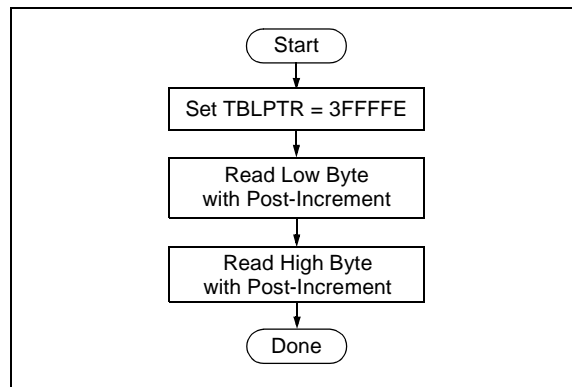 Start
Set TBLPTR = 3FFFFE
Read Low Byte
with Post-Increment
Read High Byte
with Post-Increment
Done